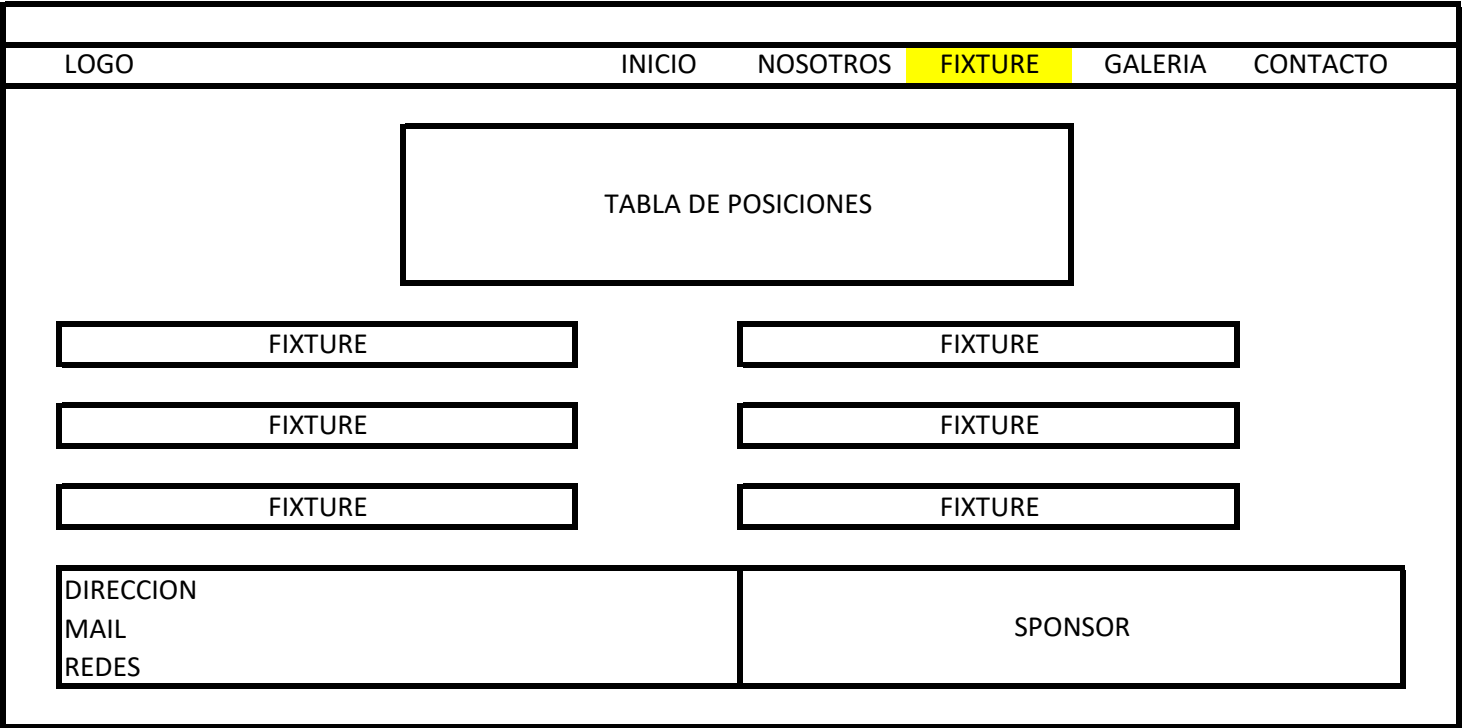 LOGO INICIO NOSOTROS FIXTURE GALERIA CONTACTO
TABLA DE POSICIONES
FIXTURE FIXTURE
FIXTURE FIXTURE
FIXTURE FIXTURE
DIRECCION
MAIL
REDES
SPONSOR